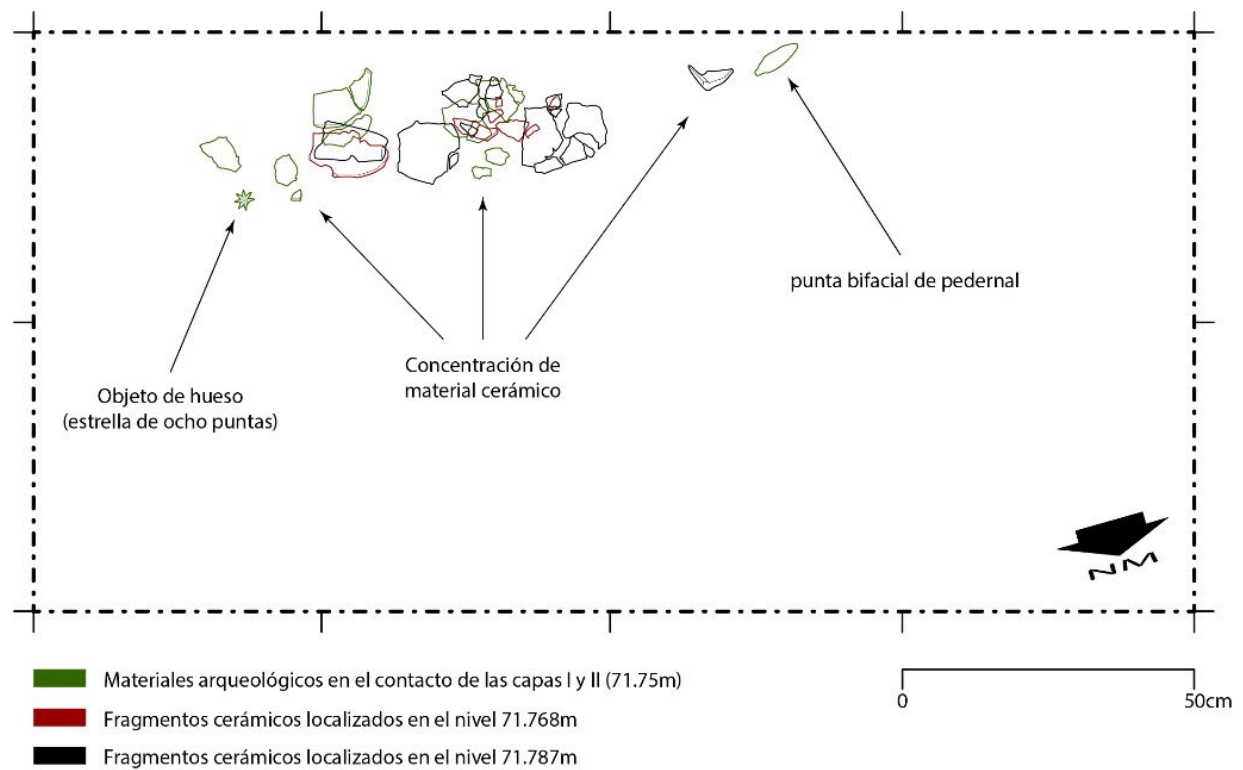 punta bifacial de pedernal
Concentración de
material cerámico
Objeto de hueso
(estrella de ocho puntas)
NM
Materiales arqueológicos en el contacto de las capas I y II (71.75m)
Fragmentos cerámicos localizados en el nivel 71.768m
Fragmentos cerámicos localizados en el nivel 71.787m
0 50cm